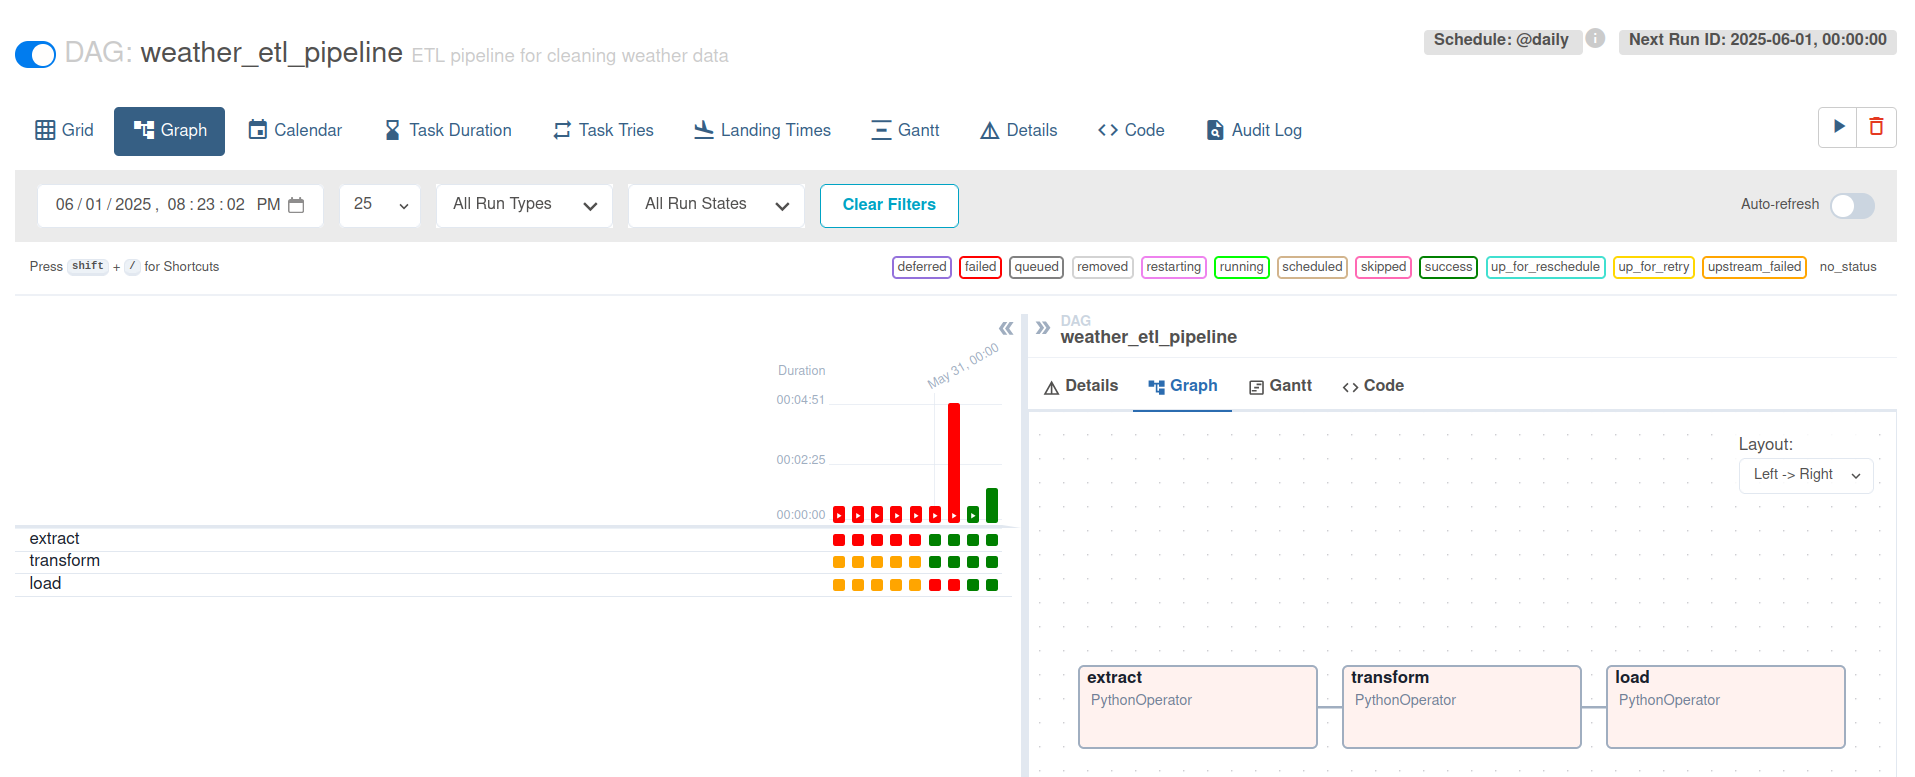 DAG: weather_etl_pipeline ETL pipeline for cleaning weather data
Schedule: @daily i Next Run ID: 2025-06-01, 00:00:00
Grid Graph Calendar Task Duration Task Tries Landing Times Gantt Details Code Audit Log
06/01/2025, 08:23:02 PM 25 All Run Types All Run States Clear Filters Auto-refresh
Press shift + / for Shortcuts
deferred failed queued removed restarting running scheduled skipped success up_for_reschedule up_for_retry upstream_failed no_status
May 31, 00:00
Duration
00:04:51
00:02:25
00:00:00
extract
transform
load
DAG
weather_etl_pipeline
Details Graph Gantt Code
Layout:
Left -> Right
extract
PythonOperator
transform
PythonOperator
load
PythonOperator